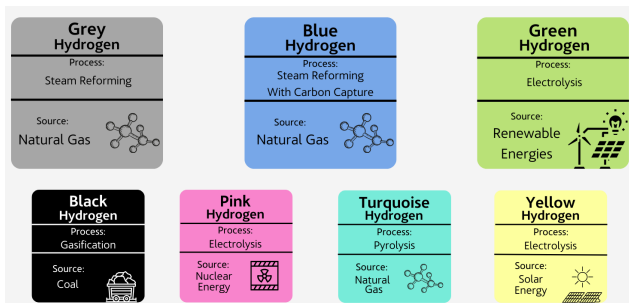 Grey
Hydrogen
Process:
Steam Reforming
Source:
Natural Gas
Blue
Hydrogen
Process:
Steam Reforming
With Carbon Capture
Source:
Natural Gas
Green
Hydrogen
Process:
Electrolysis
Source:
Renewable
Energies
Black
Hydrogen
Process:
Gasification
Source:
Coal
Pink
Hydrogen
Process:
Electrolysis
Source:
Nuclear
Energy
Turquoise
Hydrogen
Process:
Pyrolysis
Source:
Natural
Gas
Yellow
Hydrogen
Process:
Electrolysis
Source:
Solar
Energy